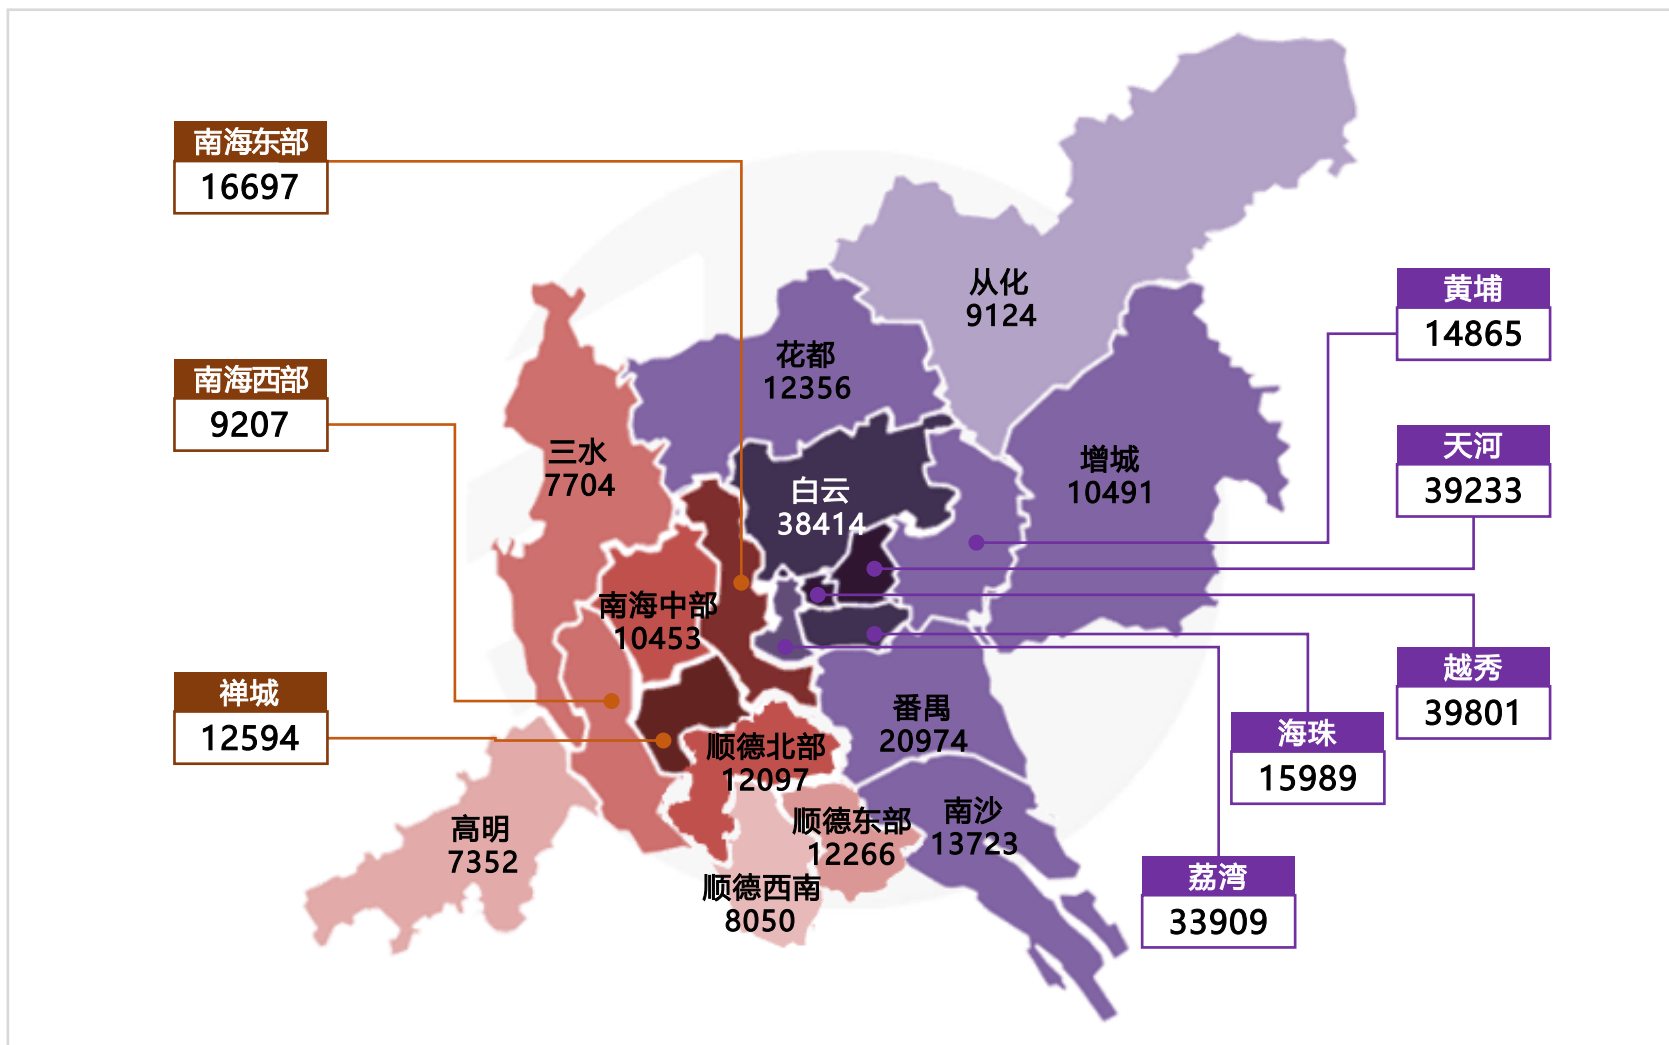 南海东部
16697
南海西部
9207
禅城
12594
从化
9124
花都
12356
三水
7704
白云
38414
增城
10491
南海中部
10453
番禺
20974
顺德北部
12097
南沙
13723
顺德东部
12266
高明
7352
顺德西南
8050
黄埔
14865
天河
39233
越秀
39801
海珠
15989
荔湾
33909